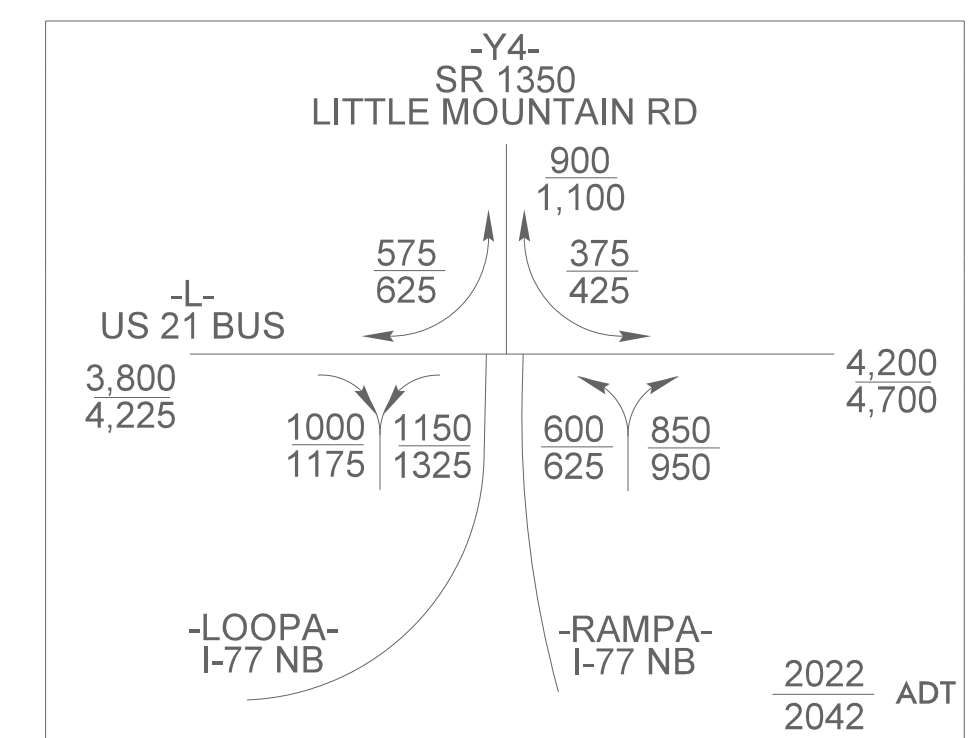 -Y4-
SR 1350
LITTLE MOUNTAIN RD
900
1,100
575
625
375
425
-L-
US 21 BUS
3,800
4,225
4,200
4,700
1000
1175
1150
1325
600
625
850
950
-LOOPA-
I-77 NB
-RAMPA-
I-77 NB
2022
2042
ADT